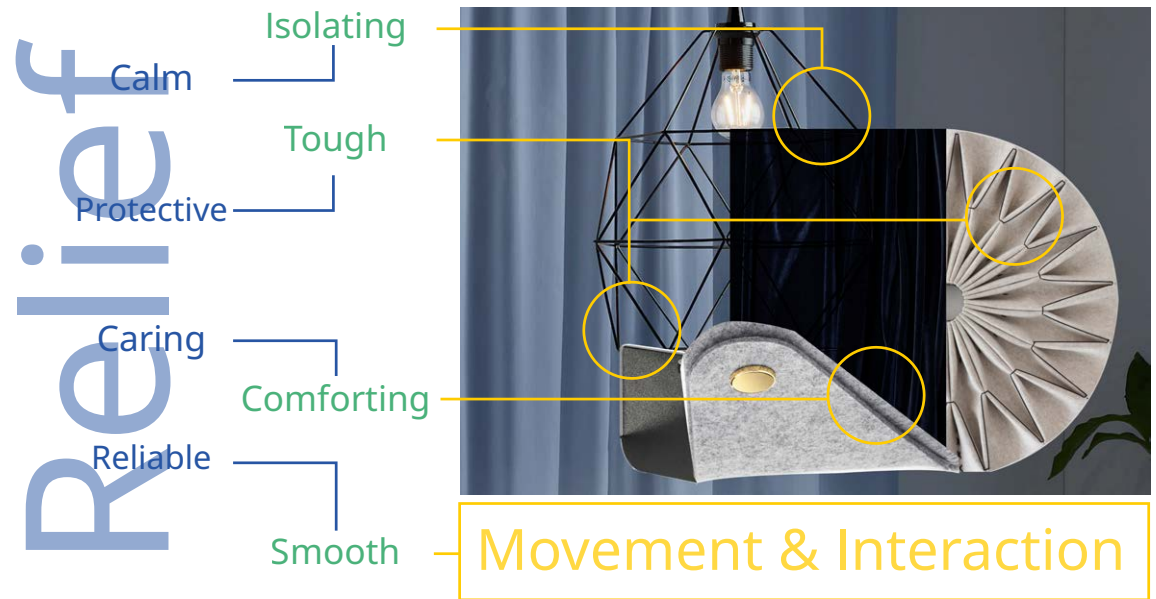 Relief
Isolating
Calm
Tough
Protective
Caring
Comforting
Reliable
Smooth
Movement & Interaction